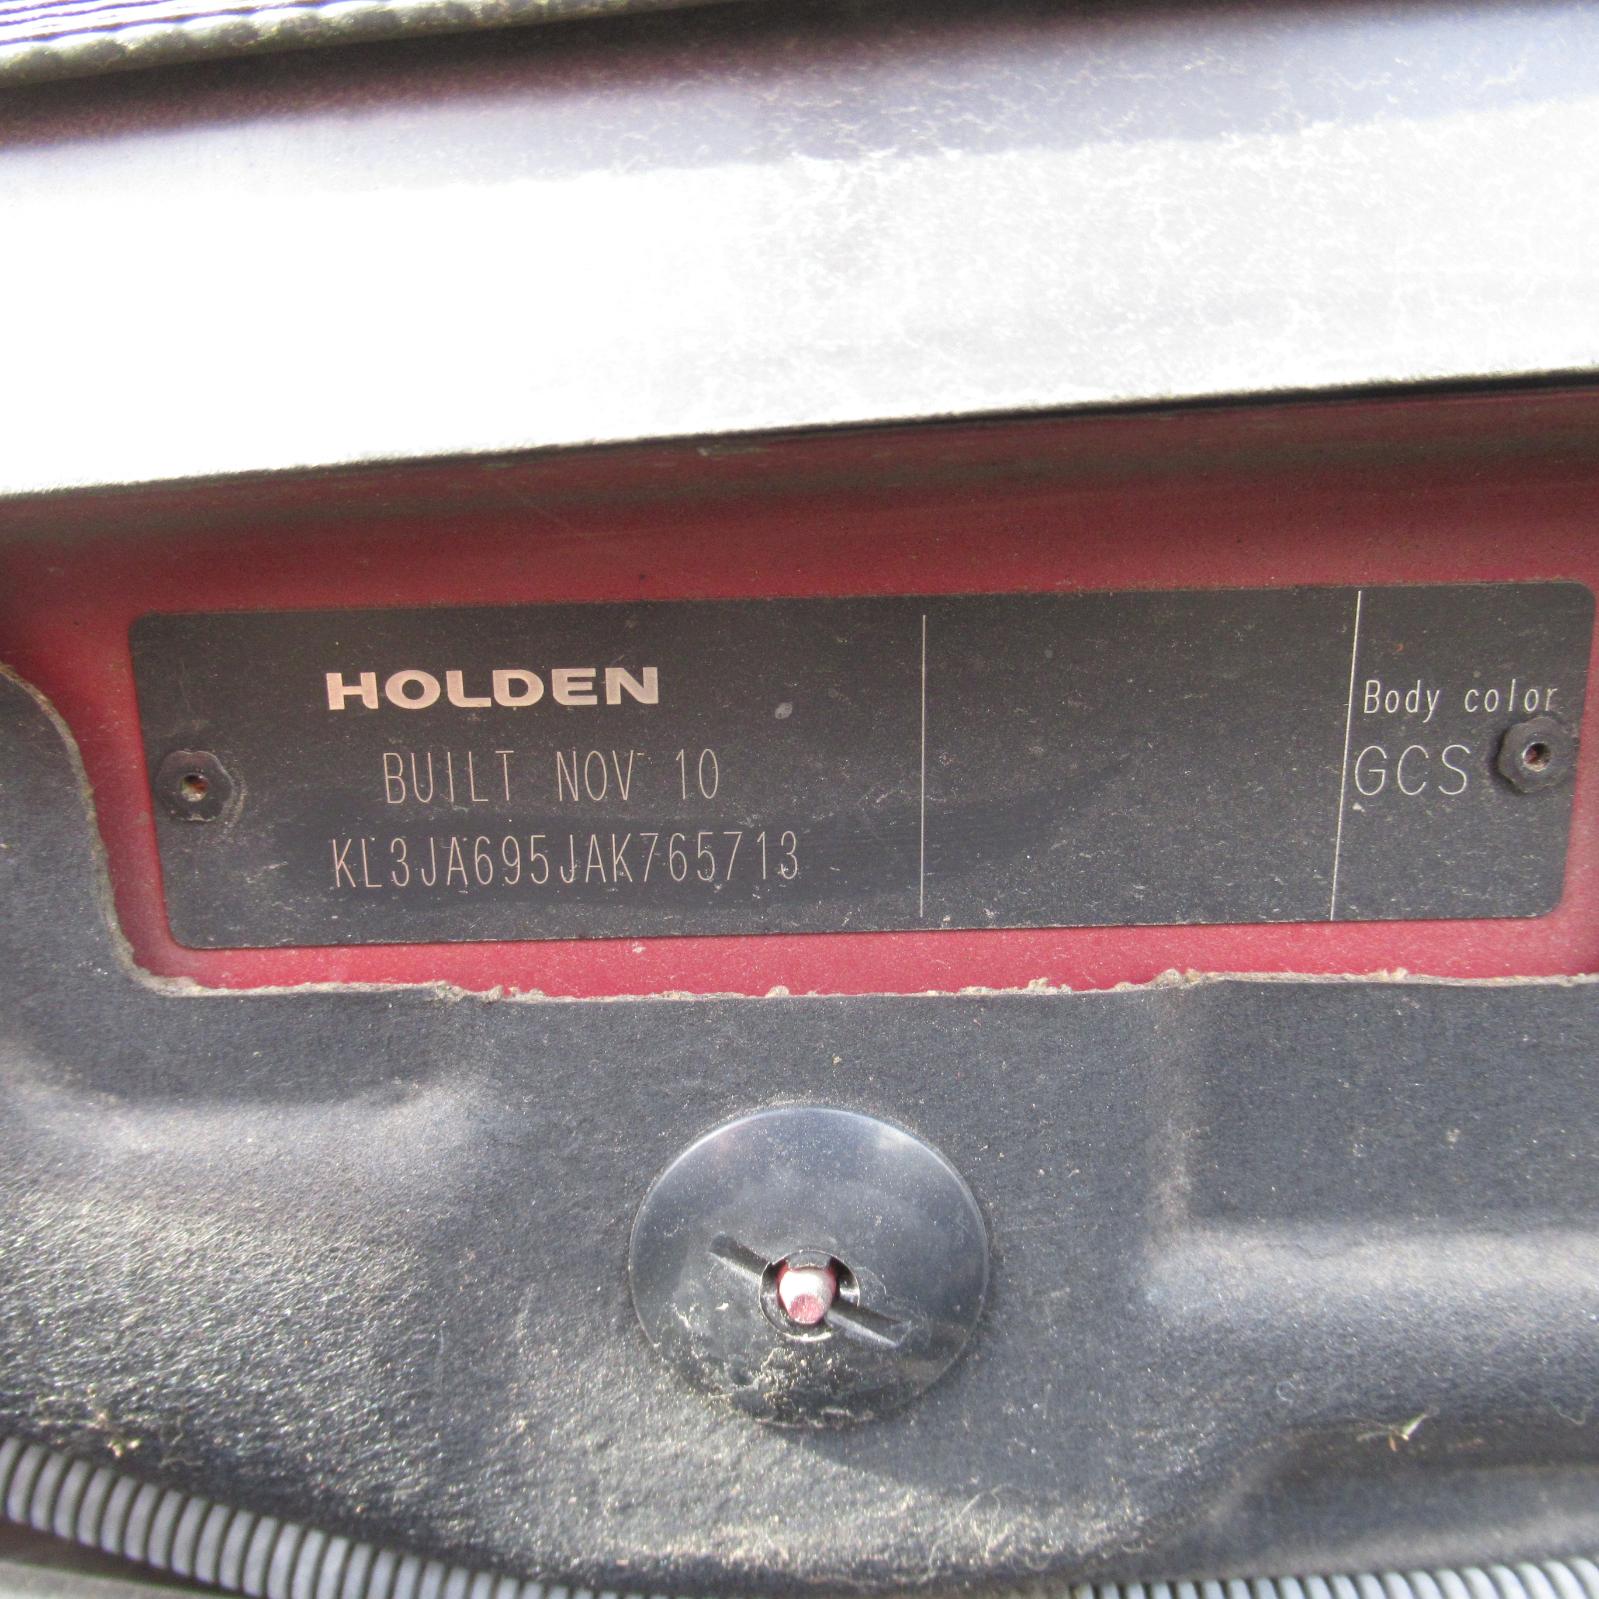 HOLDEN
BUILT NOV 10
KL3JA695JAK765713
Body color
GCS